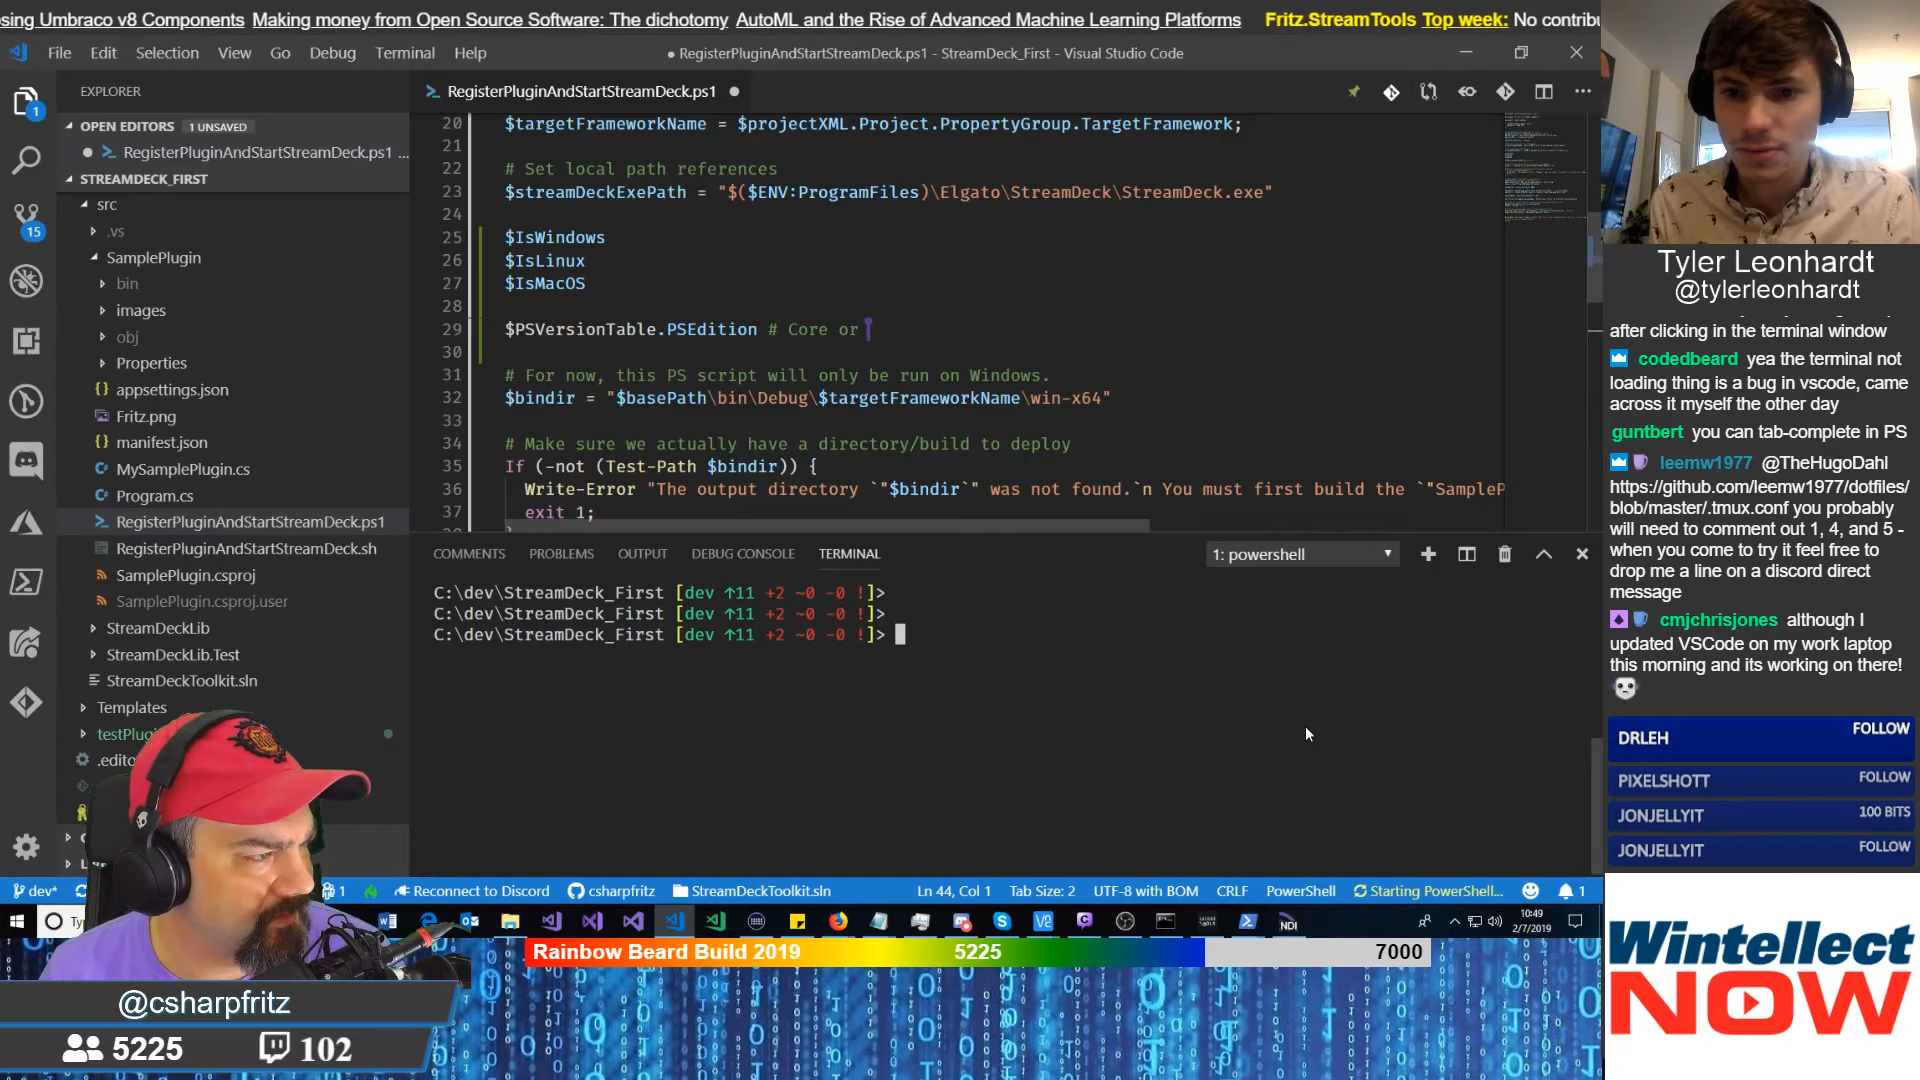 osing Umbraco v8 Components Making money from Open Source Software: The dichotomy AutoML and the Rise of Advanced Machine Learning Platforms Fritz.StreamTools Top week: No contribu
File Edit Selection View Go Debug Terminal Help
● RegisterPluginAndStartStreamDeck.ps1 - StreamDeck_First - Visual Studio Code
EXPLORER
OPEN EDITORS 1 UNSAVED
RegisterPluginAndStartStreamDeck.ps1 ...
STREAMDECK_FIRST
src
.vs
SamplePlugin
bin
images
obj
Properties
appsettings.json
Fritz.png
manifest.json
MySamplePlugin.cs
Program.cs
RegisterPluginAndStartStreamDeck.ps1
RegisterPluginAndStartStreamDeck.sh
SamplePlugin.csproj
SamplePlugin.csproj.user
StreamDeckLib
StreamDeckLib.Test
StreamDeckToolkit.sln
Templates
testPlugi
.edito
1
15
RegisterPluginAndStartStreamDeck.ps1 ●
20 $targetFrameworkName = $projectXML.Project.PropertyGroup.TargetFramework;
21
22 # Set local path references
23 $streamDeckExePath = "$($ENV:ProgramFiles)\Elgato\StreamDeck\StreamDeck.exe"
24
25 $IsWindows
26 $IsLinux
27 $IsMacOS
28
29 $PSVersionTable.PSEdition # Core or
30
31 # For now, this PS script will only be run on Windows.
32 $bindir = "$basePath\bin\Debug\$targetFrameworkName\win-x64"
33
34 # Make sure we actually have a directory/build to deploy
35 If (-not (Test-Path $bindir)) {
36 Write-Error "The output directory `"$bindir`" was not found.`n You must first build the `"SampleP
37 exit 1;
COMMENTS PROBLEMS OUTPUT DEBUG CONSOLE TERMINAL
1: powershell
C:\dev\StreamDeck_First [dev ↑11 +2 ~0 -0 !]>
C:\dev\StreamDeck_First [dev ↑11 +2 ~0 -0 !]>
C:\dev\StreamDeck_First [dev ↑11 +2 ~0 -0 !]>
dev* 1 Reconnect to Discord csharpfritz StreamDeckToolkit.sln Ln 44, Col 1 Tab Size: 2 UTF-8 with BOM CRLF PowerShell Starting PowerShell... 1
10:49
2/7/2019
NDI
Tyler Leonhardt
@tylerleonhardt
after clicking in the terminal window
codedbeard yea the terminal not
loading thing is a bug in vscode, came
across it myself the other day
guntbert you can tab-complete in PS
leemw1977 @TheHugoDahl
https://github.com/leemw1977/dotfiles/
blob/master/.tmux.conf you probably
will need to comment out 1, 4, and 5 -
when you come to try it feel free to
drop me a line on a discord direct
message
cmjchrisjones although I
updated VSCode on my work laptop
this morning and its working on there!
DRLEH FOLLOW
PIXELSHOTT FOLLOW
JONJELLYIT 100 BITS
JONJELLYIT FOLLOW
Rainbow Beard Build 2019 5225 7000
@csharpfritz
5225 102
Wintellect
NOW